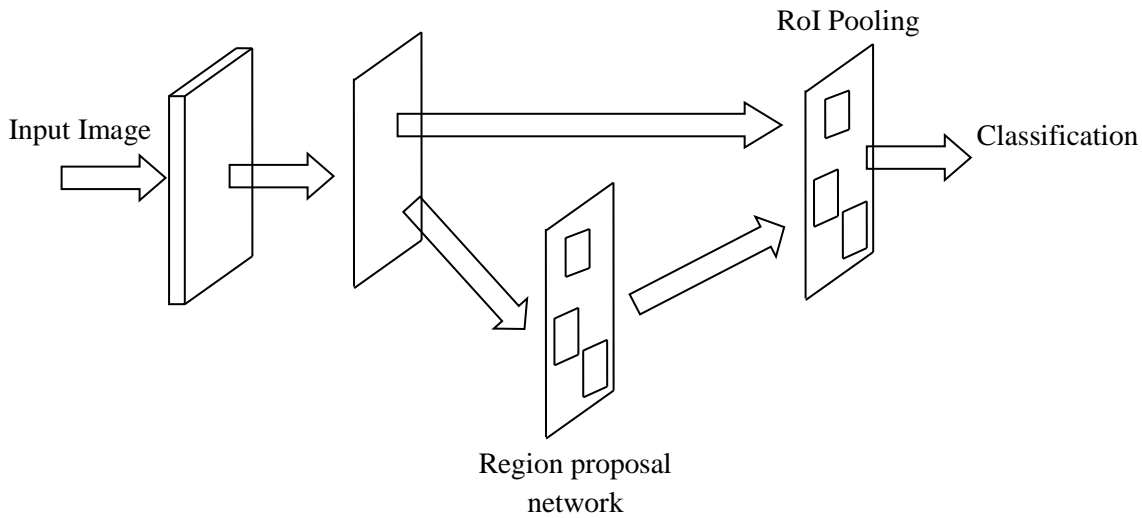 RoI Pooling
Input Image
Classification
Region proposal
network